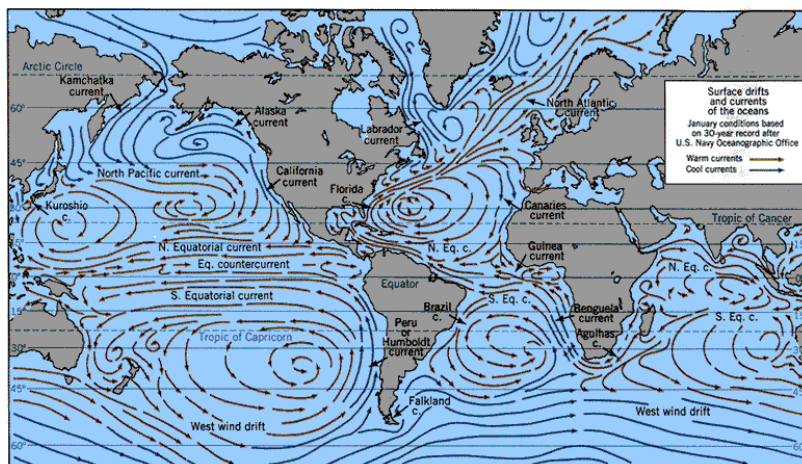 Arctic Circle
Kamchatka
current
60°
Alaska
current
Labrador
current
North Atlantic
current
Surface drifts
and currents
of the oceans
January conditions based
on 30-year record after
U.S. Navy Oceanographic Office
Warm currents
Cool currents
45°
North Pacific current
California
current
Florida
c.
Kuroshio
c.
30°
Canaries
current
Tropic of Cancer
15°
N. Equatorial current
N. Eq. c.
Guinea
current
N. Eq. c.
Eq. countercurrent
0°
Equator
S. Equatorial current
S. Eq. c.
Brazil
c.
Benguela
current
S. Eq. c.
15°
Tropic of Capricorn
Peru
or
Humboldt
current
Agulhas
c.
30°
45°
Falkland
c.
West wind drift
West wind drift
60°